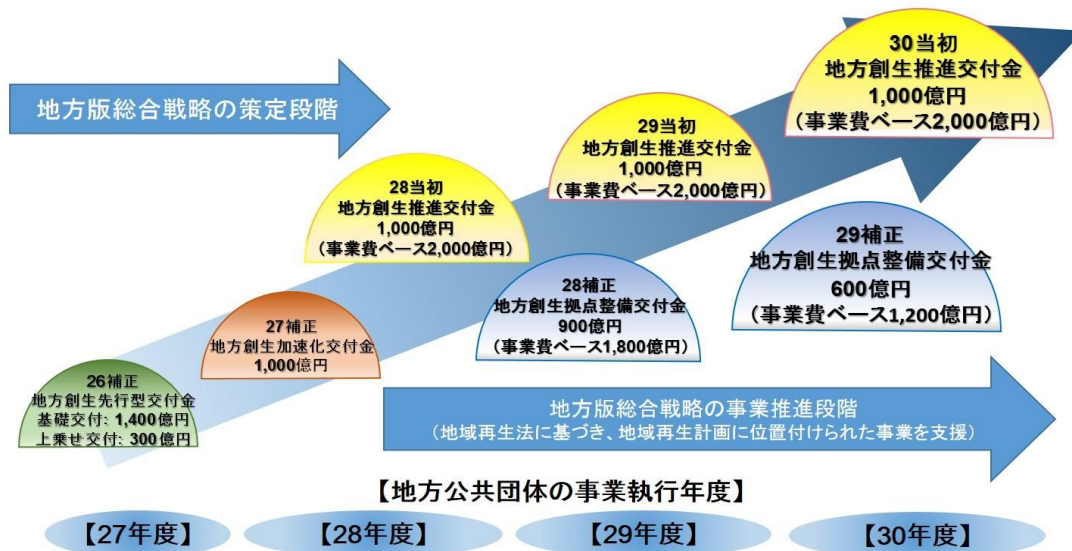 地方版総合戦略の策定段階
30当初
地方創生推進交付金
1,000億円
(事業費ベース2,000億円)
29当初
地方創生推進交付金
1,000億円
(事業費ベース2,000億円)
28当初
地方創生推進交付金
1,000億円
(事業費ベース2,000億円)
29補正
地方創生拠点整備交付金
600億円
(事業費ベース1,200億円)
28補正
地方創生拠点整備交付金
900億円
(事業費ベース1,800億円)
27補正
地方創生加速化交付金
1,000億円
26補正
地方創生先行型交付金
基礎交付: 1,400億円
上乗せ交付: 300億円
地方版総合戦略の事業推進段階
(地域再生法に基づき、地域再生計画に位置付けられた事業を支援)
【地方公共団体の事業執行年度】
【27年度】
【28年度】
【29年度】
【30年度】